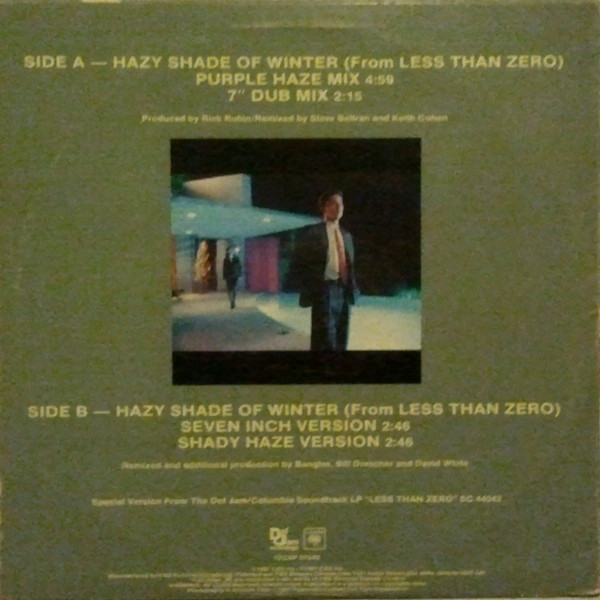 SIDE A — HAZY SHADE OF WINTER (From LESS THAN ZERO)
PURPLE HAZE MIX 4:59
7" DUB MIX 2:15
Produced by Rick Rubin/Remixed by Steve Beltran and Keith Cohen
SIDE B — HAZY SHADE OF WINTER (From LESS THAN ZERO)
SEVEN INCH VERSION 2:46
SHADY HAZE VERSION 2:46
Remixed and additional production by Bangles, Bill Drescher and David White
Special Version From The Def Jam/Columbia Soundtrack LP "LESS THAN ZERO" SC 44042
Def Jam